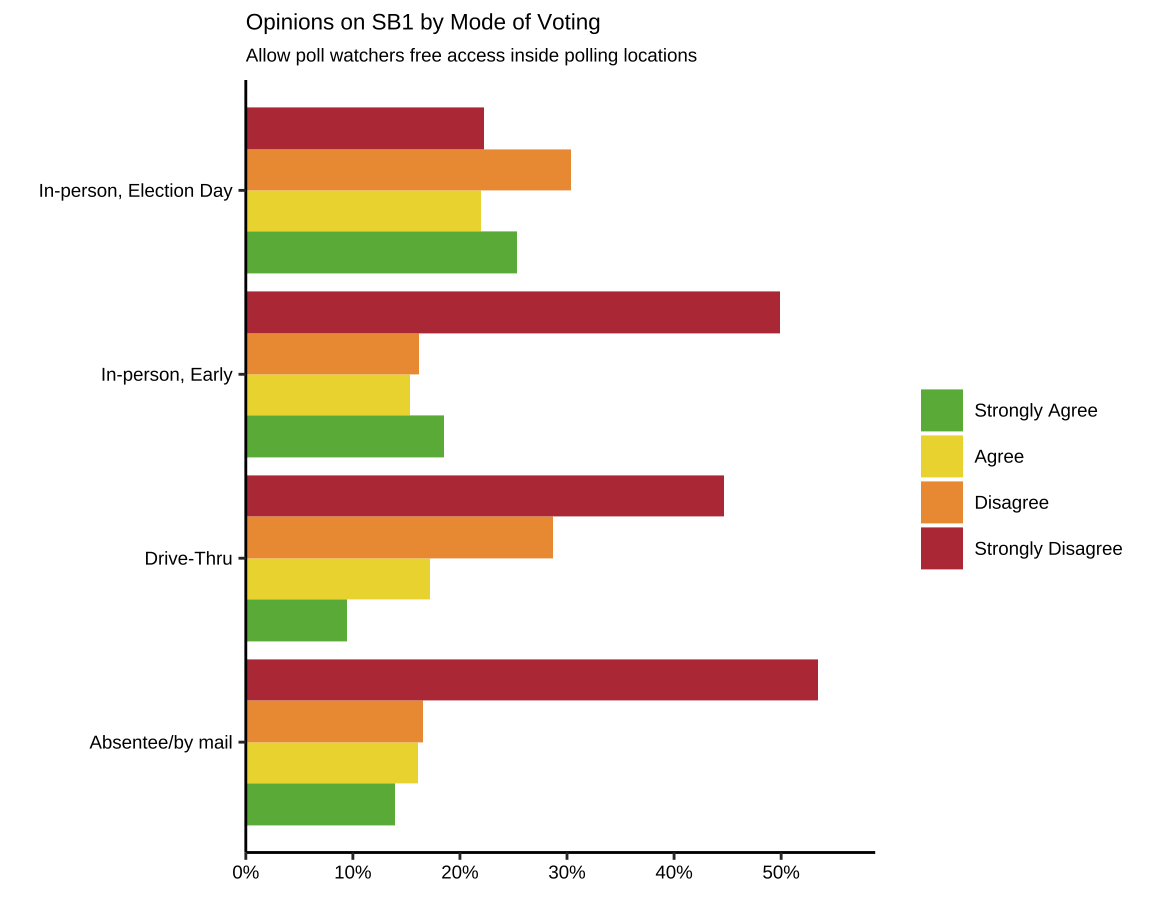 Opinions on SB1 by Mode of Voting
Allow poll watchers free access inside polling locations
In-person, Election Day
In-person, Early
Drive-Thru
Absentee/by mail
0% 10% 20% 30% 40% 50%
Strongly Agree
Agree
Disagree
Strongly Disagree